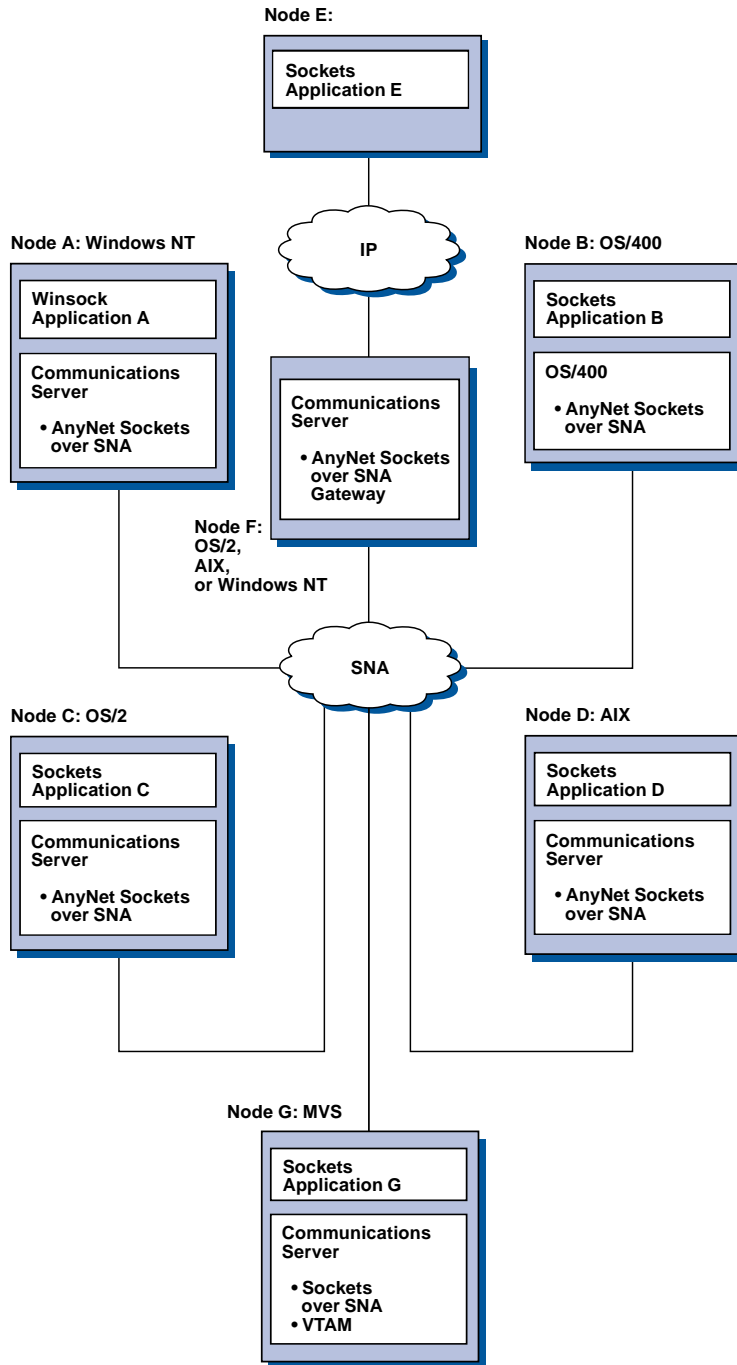 Node E:
Sockets
Application E
IP
Node A: Windows NT
Winsock
Application A
Communications
Server
• AnyNet Sockets
over SNA
Node B: OS/400
Sockets
Application B
OS/400
• AnyNet Sockets
over SNA
Communications
Server
• AnyNet Sockets
over SNA
Gateway
Node F:
OS/2,
AIX,
or Windows NT
SNA
Node C: OS/2
Sockets
Application C
Communications
Server
• AnyNet Sockets
over SNA
Node D: AIX
Sockets
Application D
Communications
Server
• AnyNet Sockets
over SNA
Node G: MVS
Sockets
Application G
Communications
Server
• Sockets
over SNA
• VTAM